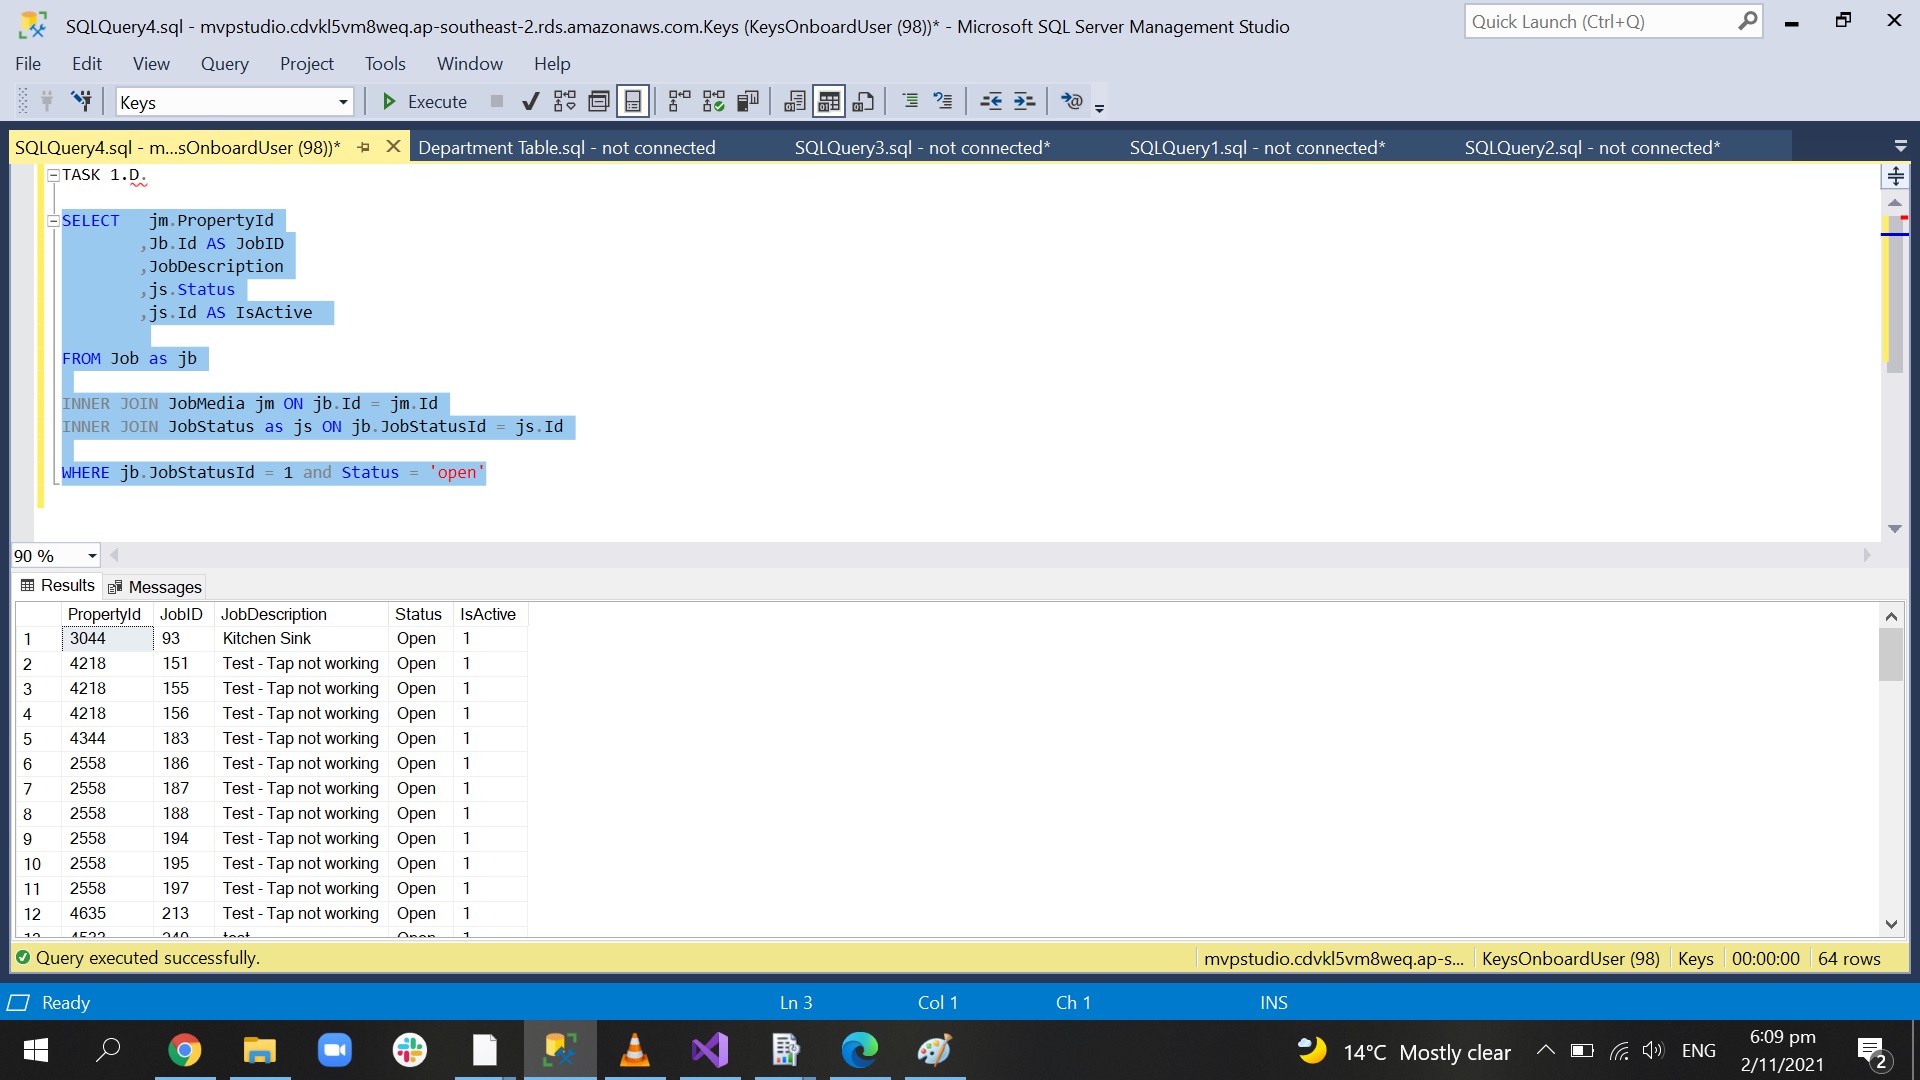 SQLQuery4.sql - mvpstudio.cdvkl5vm8weq.ap-southeast-2.rds.amazonaws.com.Keys (KeysOnboardUser (98))* - Microsoft SQL Server Management Studio
Quick Launch (Ctrl+Q)
File Edit View Query Project Tools Window Help
Keys Execute
SQLQuery4.sql - m...sOnboardUser (98))* Department Table.sql - not connected SQLQuery3.sql - not connected* SQLQuery1.sql - not connected* SQLQuery2.sql - not connected*
TASK 1.D.
SELECT jm.PropertyId
,Jb.Id AS JobID
,JobDescription
,js.Status
,js.Id AS IsActive
FROM Job as jb
INNER JOIN JobMedia jm ON jb.Id = jm.Id
INNER JOIN JobStatus as js ON jb.JobStatusId = js.Id
WHERE jb.JobStatusId = 1 and Status = 'open'
90 %
Results Messages
PropertyId JobID JobDescription Status IsActive
1 3044 93 Kitchen Sink Open 1
2 4218 151 Test - Tap not working Open 1
3 4218 155 Test - Tap not working Open 1
4 4218 156 Test - Tap not working Open 1
5 4344 183 Test - Tap not working Open 1
6 2558 186 Test - Tap not working Open 1
7 2558 187 Test - Tap not working Open 1
8 2558 188 Test - Tap not working Open 1
9 2558 194 Test - Tap not working Open 1
10 2558 195 Test - Tap not working Open 1
11 2558 197 Test - Tap not working Open 1
12 4635 213 Test - Tap not working Open 1
Query executed successfully. mvpstudio.cdvkl5vm8weq.ap-s... KeysOnboardUser (98) Keys 00:00:00 64 rows
Ready Ln 3 Col 1 Ch 1 INS
14°C Mostly clear ENG 6:09 pm
2/11/2021
2